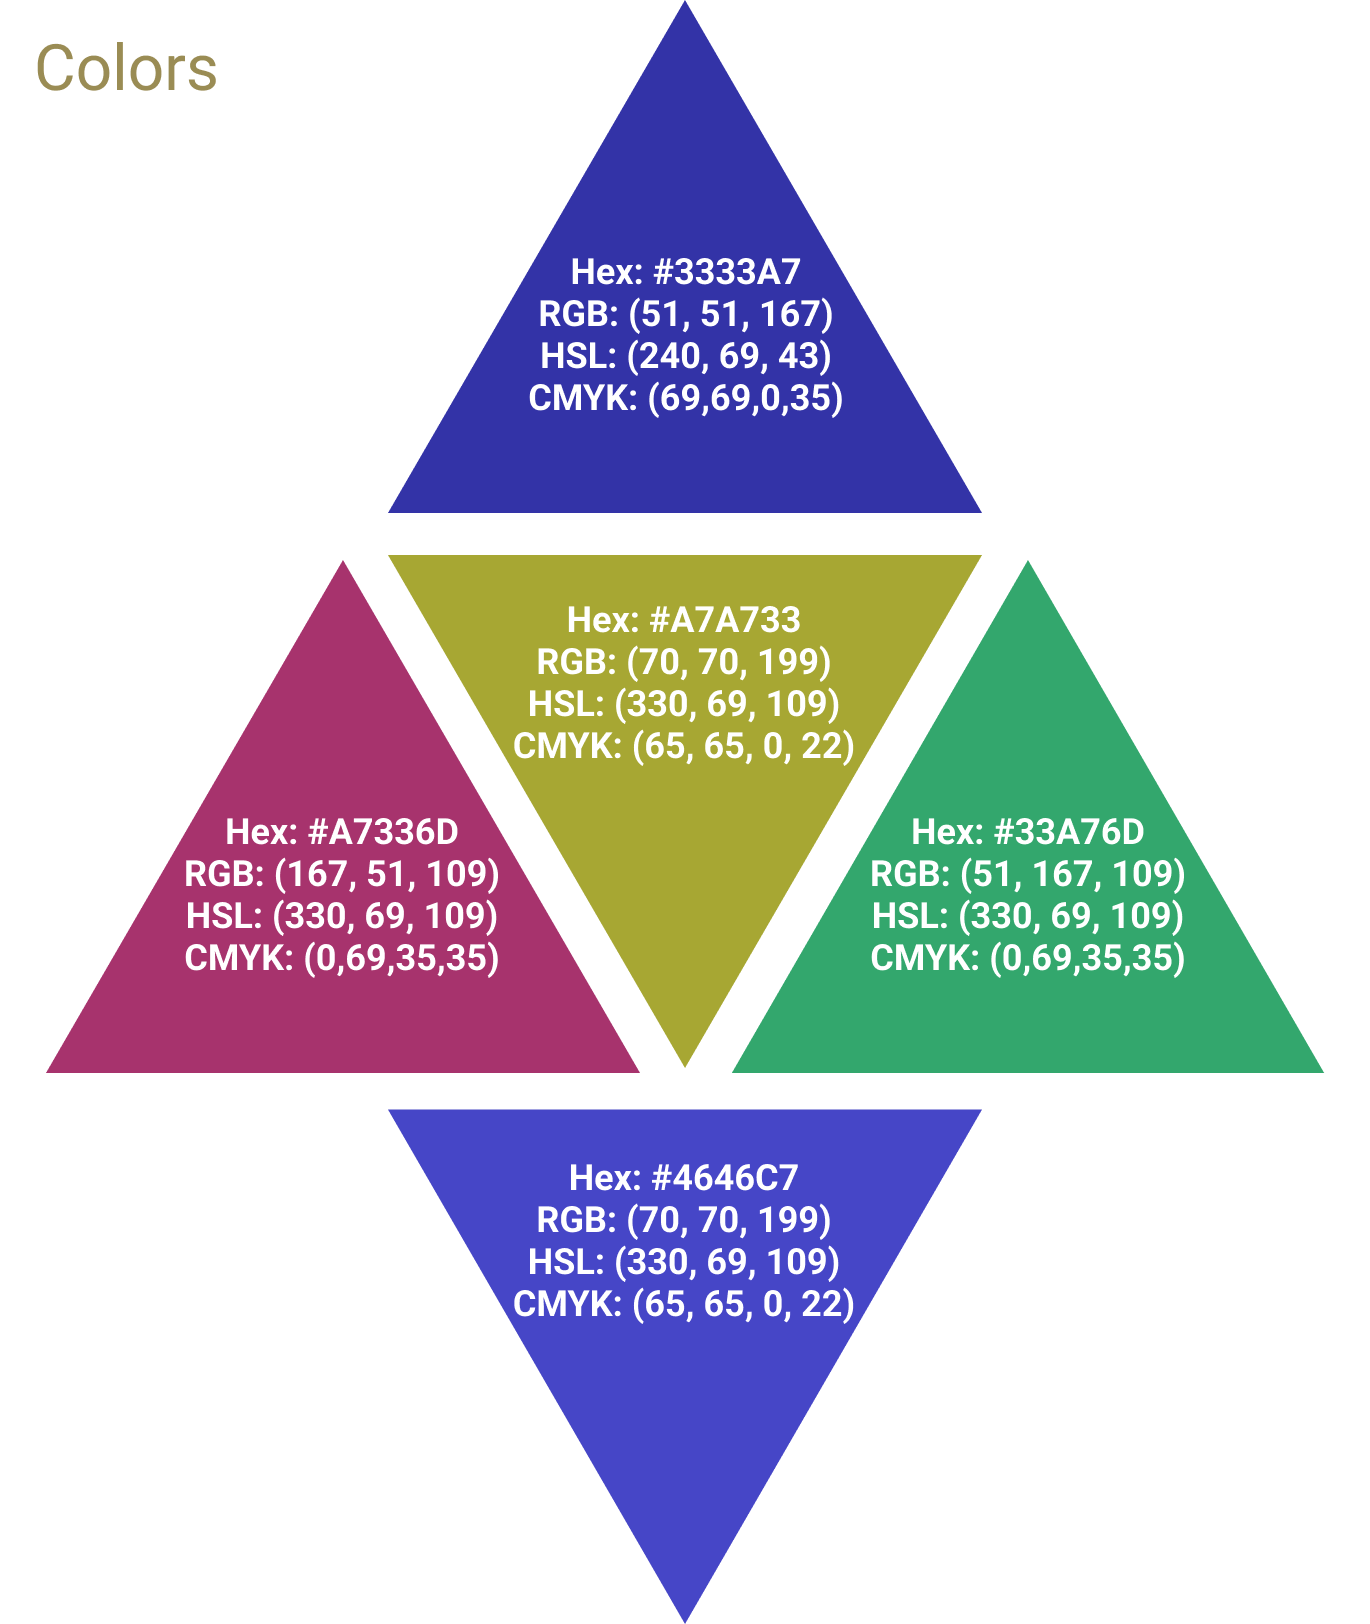 Colors
Hex: #3333A7
RGB: (51, 51, 167)
HSL: (240, 69, 43)
CMYK: (69,69,0,35)
Hex: #A7A733
RGB: (70, 70, 199)
HSL: (330, 69, 109)
CMYK: (65, 65, 0, 22)
Hex: #A7336D
RGB: (167, 51, 109)
HSL: (330, 69, 109)
CMYK: (0,69,35,35)
Hex: #33A76D
RGB: (51, 167, 109)
HSL: (330, 69, 109)
CMYK: (0,69,35,35)
Hex: #4646C7
RGB: (70, 70, 199)
HSL: (330, 69, 109)
CMYK: (65, 65, 0, 22)